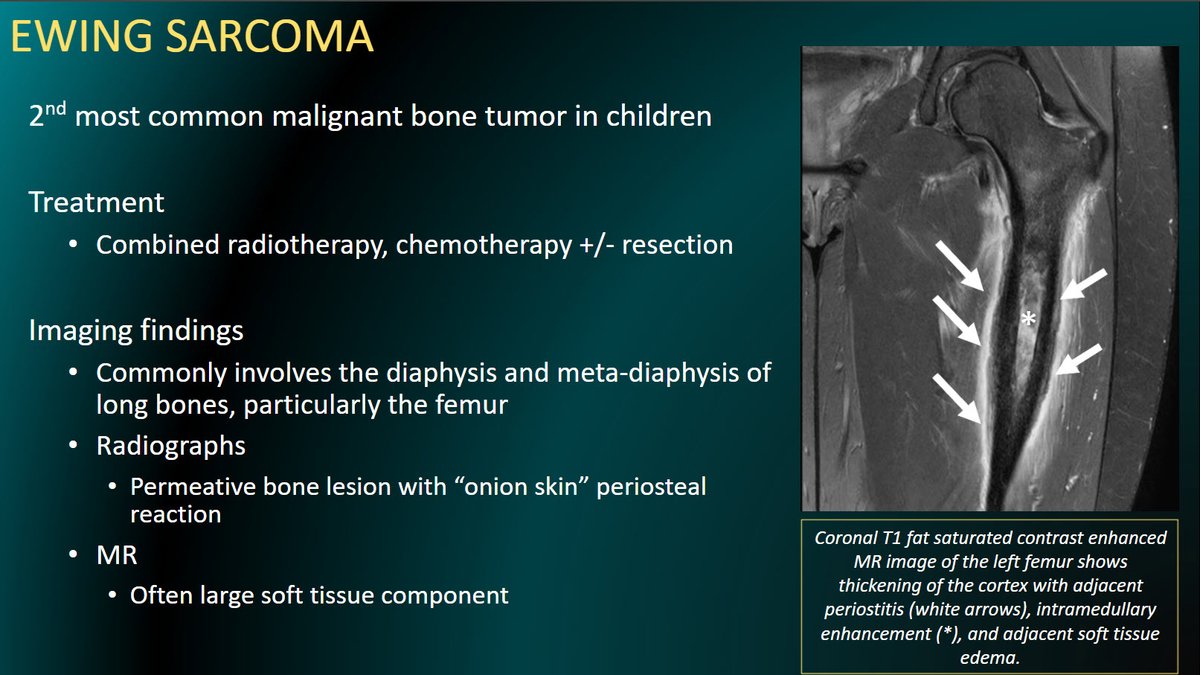 EWING SARCOMA
2nd most common malignant bone tumor in children
Treatment
• Combined radiotherapy, chemotherapy +/- resection
Imaging findings
• Commonly involves the diaphysis and meta-diaphysis of
long bones, particularly the femur
• Radiographs
• Permeative bone lesion with “onion skin” periosteal
reaction
• MR
• Often large soft tissue component
*
Coronal T1 fat saturated contrast enhanced
MR image of the left femur shows
thickening of the cortex with adjacent
periostitis (white arrows), intramedullary
enhancement (*), and adjacent soft tissue
edema.